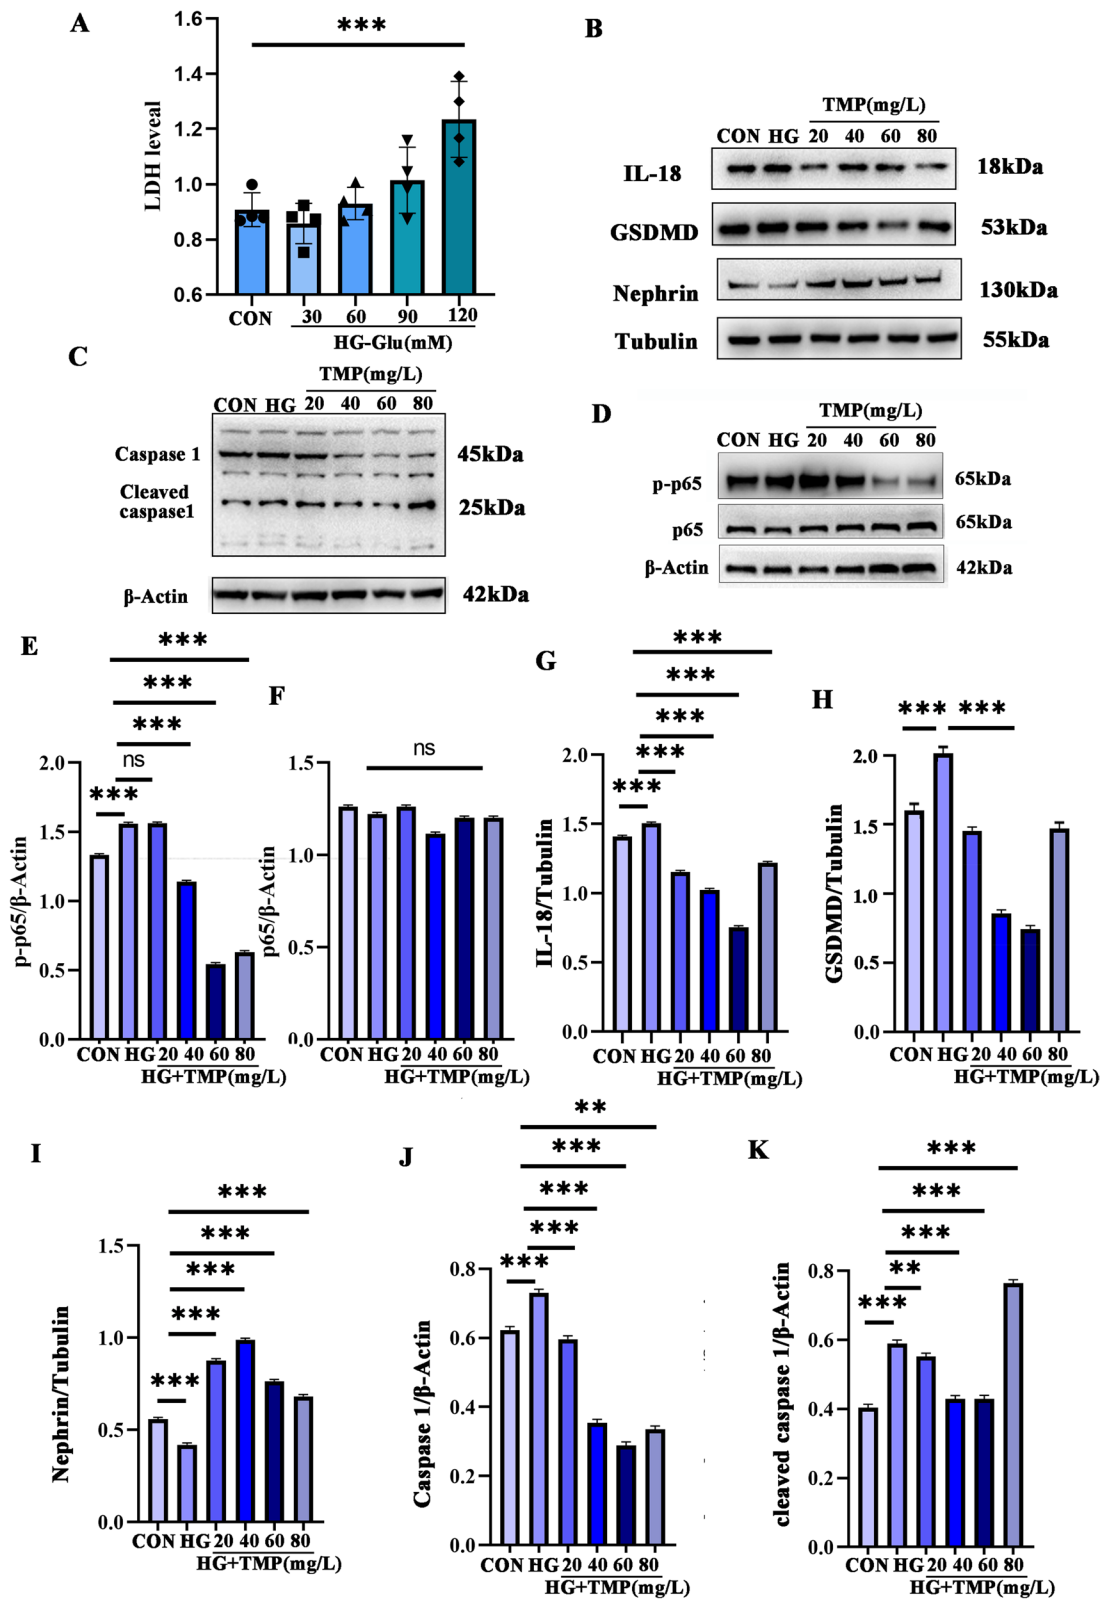 A
***
1.6
1.4
1.2
1.0
0.8
0.6
LDH leveal
CON
30
60
90
120
HG-Glu(mM)
B
TMP(mg/L)
CON HG 20 40 60 80
IL-18
18kDa
GSDMD
53kDa
Nephrin
130kDa
Tubulin
55kDa
C
TMP(mg/L)
CON HG 20 40 60 80
Caspase 1
45kDa
Cleaved
caspase1
25kDa
β-Actin
42kDa
D
TMP(mg/L)
CON HG 20 40 60 80
p-p65
65kDa
p65
65kDa
β-Actin
42kDa
E
***
***
***
ns
***
2.0
1.5
1.0
0.5
0.0
p-p65/β-Actin
CON HG 20 40 60 80
HG+TMP(mg/L)
F
ns
1.5
1.0
0.5
0.0
p65/β-Actin
CON HG 20 40 60 80
HG+TMP(mg/L)
G
***
***
***
***
***
2.0
1.5
1.0
0.5
0.0
IL-18/Tubulin
CON HG 20 40 60 80
HG+TMP(mg/L)
H
*** ***
2.0
1.5
1.0
0.5
0.0
GSDMD/Tubulin
CON HG 20 40 60 80
HG+TMP(mg/L)
I
***
***
***
***
***
1.5
1.0
0.5
0.0
Nephrin/Tubulin
CON HG 20 40 60 80
HG+TMP(mg/L)
J
**
***
***
***
***
0.8
0.6
0.4
0.2
0.0
Caspase 1/β-Actin
CON HG 20 40 60 80
HG+TMP(mg/L)
K
***
***
***
**
***
0.8
0.6
0.4
0.2
0.0
cleaved caspase 1/β-Actin
CON HG 20 40 60 80
HG+TMP(mg/L)